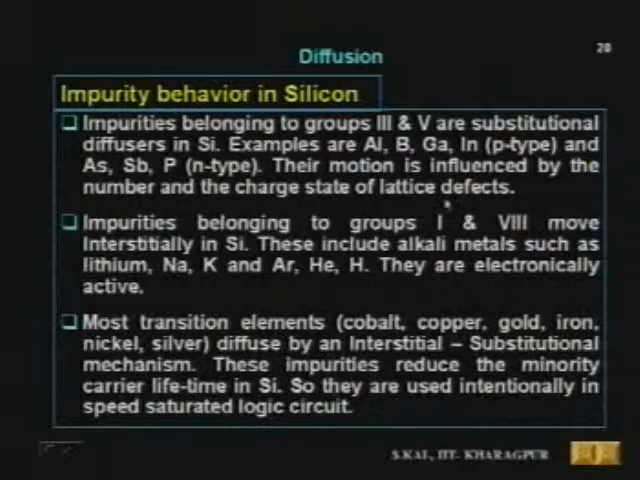 Diffusion
20
Impurity behavior in Silicon
Impurities belonging to groups III & V are substitutional
diffusers in Si. Examples are Al, B, Ga, In (p-type) and
As, Sb, P (n-type). Their motion is influenced by the
number and the charge state of lattice defects.
Impurities belonging to groups I & VIII move
Interstitially in Si. These include alkali metals such as
lithium, Na, K and Ar, He, H. They are electronically
active.
Most transition elements (cobalt, copper, gold, iron,
nickel, silver) diffuse by an Interstitial – Substitutional
mechanism. These impurities reduce the minority
carrier life-time in Si. So they are used intentionally in
speed saturated logic circuit.
S.KAL, IIT- KHARAGPUR